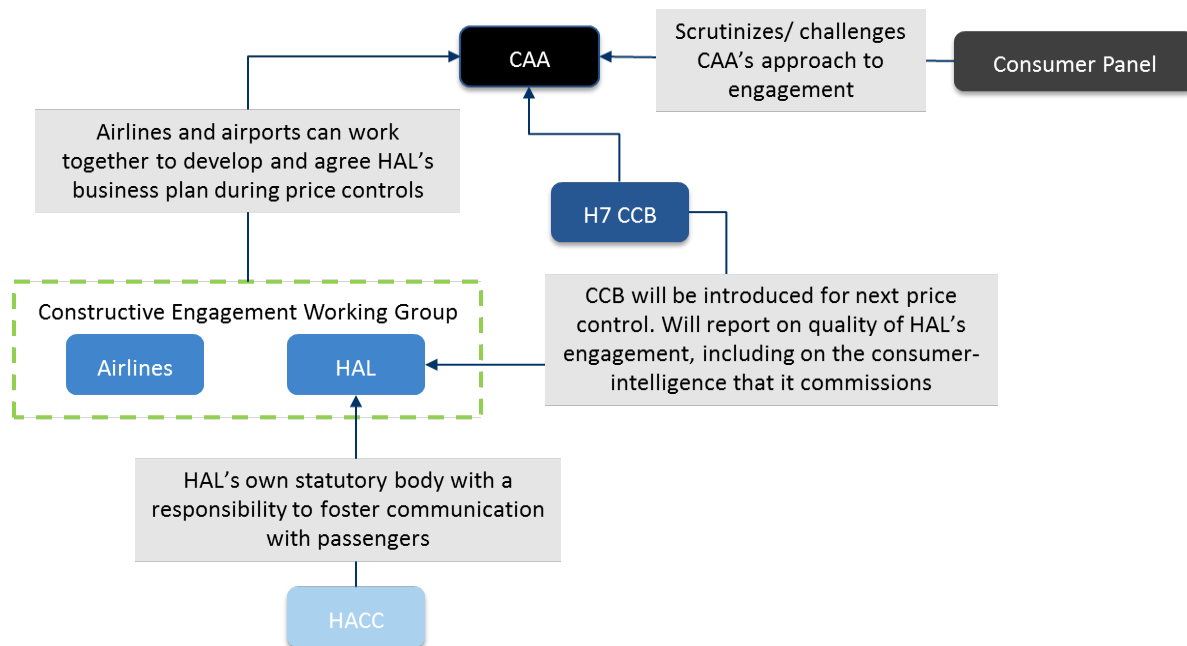 CAA
Scrutinizes/ challenges
CAA's approach to
engagement
Consumer Panel
Airlines and airports can work
together to develop and agree HAL's
business plan during price controls
H7 CCB
CCB will be introduced for next price
control. Will report on quality of HAL's
engagement, including on the consumer-
intelligence that it commissions
Constructive Engagement Working Group
Airlines
HAL
HAL's own statutory body with a
responsibility to foster communication
with passengers
HACC